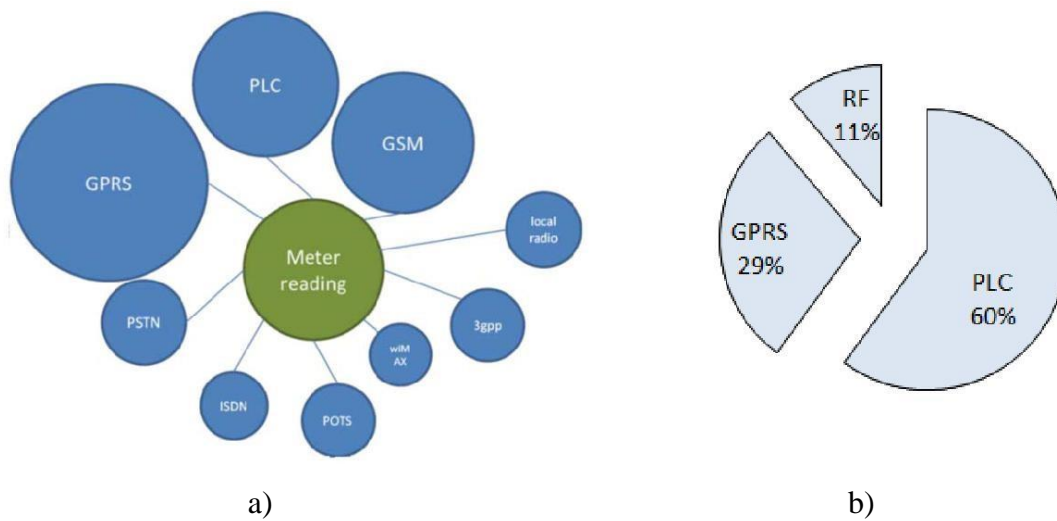 PLC
GSM
GPRS
local
radio
Meter
reading
PSTN
3gpp
wIM
AX
ISDN
POTS
RF
11%
GPRS
29%
PLC
60%
a)
b)